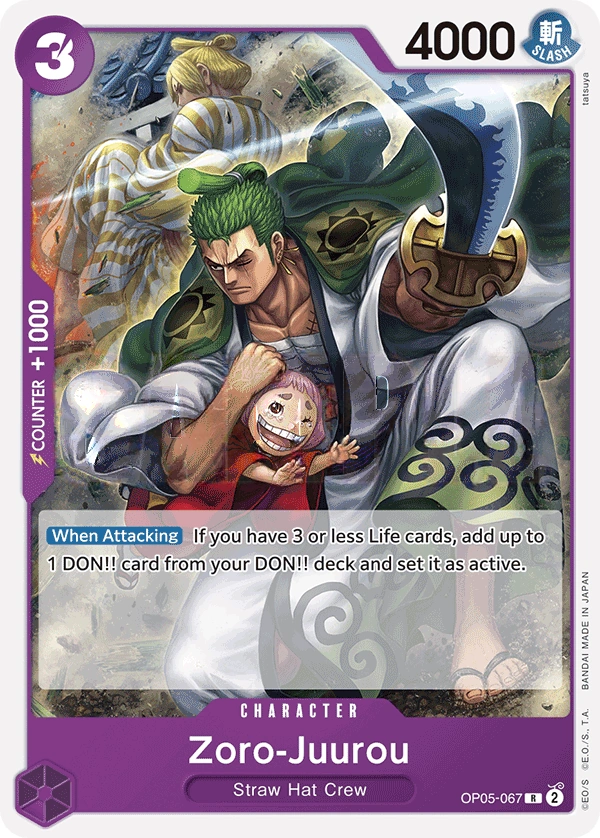 3
4000
斬
SLASH
tatsuya
COUNTER +1000
When Attacking If you have 3 or less Life cards, add up to
1 DON!! card from your DON!! deck and set it as active.
CHARACTER
Zoro-Juurou
Straw Hat Crew
OP05-067 R 2
©EO/S ©E.O./S., T.A. BANDAI MADE IN JAPAN